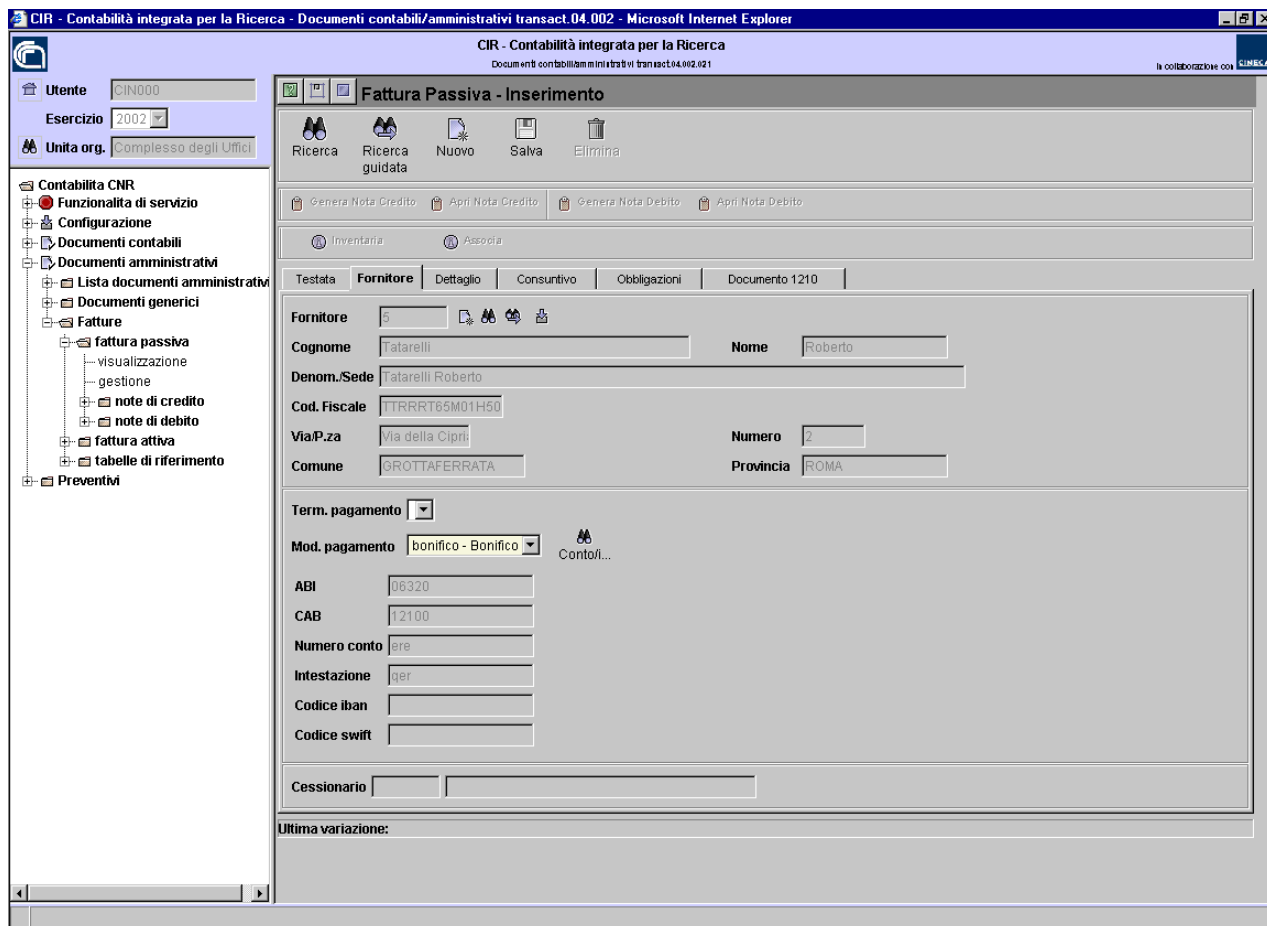 CIR - Contabilità integrata per la Ricerca - Documenti contabili/amministrativi transact.04.002 - Microsoft Internet Explorer
CIR - Contabilità integrata per la Ricerca
Documenti contabili/amministrativi transact.04.002.021
In collaborazione con CINECA
Utente CIN000
Esercizio 2002
Unita org. Complesso degli Uffici
Contabilita CNR
Funzionalita di servizio
Configurazione
Documenti contabili
Documenti amministrativi
Lista documenti amministrativi
Documenti generici
Fatture
fattura passiva
visualizzazione
gestione
note di credito
note di debito
fattura attiva
tabelle di riferimento
Preventivi
Fattura Passiva - Inserimento
Ricerca Ricerca guidata Nuovo Salva Elimina
Genera Nota Credito Apri Nota Credito Genera Nota Debito Apri Nota Debito
Inventaria Associa
Testata Fornitore Dettaglio Consuntivo Obbligazioni Documento 1210
Fornitore 5
Cognome Tatarelli Nome Roberto
Denom./Sede Tatarelli Roberto
Cod. Fiscale TTRRRT65M01H50
Via/P.za Via della Cipri Numero 2
Comune GROTTAFERRATA Provincia ROMA
Term. pagamento
Mod. pagamento bonifico - Bonifico Conto/i...
ABI 06320
CAB 12100
Numero conto ere
Intestazione qer
Codice iban
Codice swift
Cessionario
Ultima variazione: